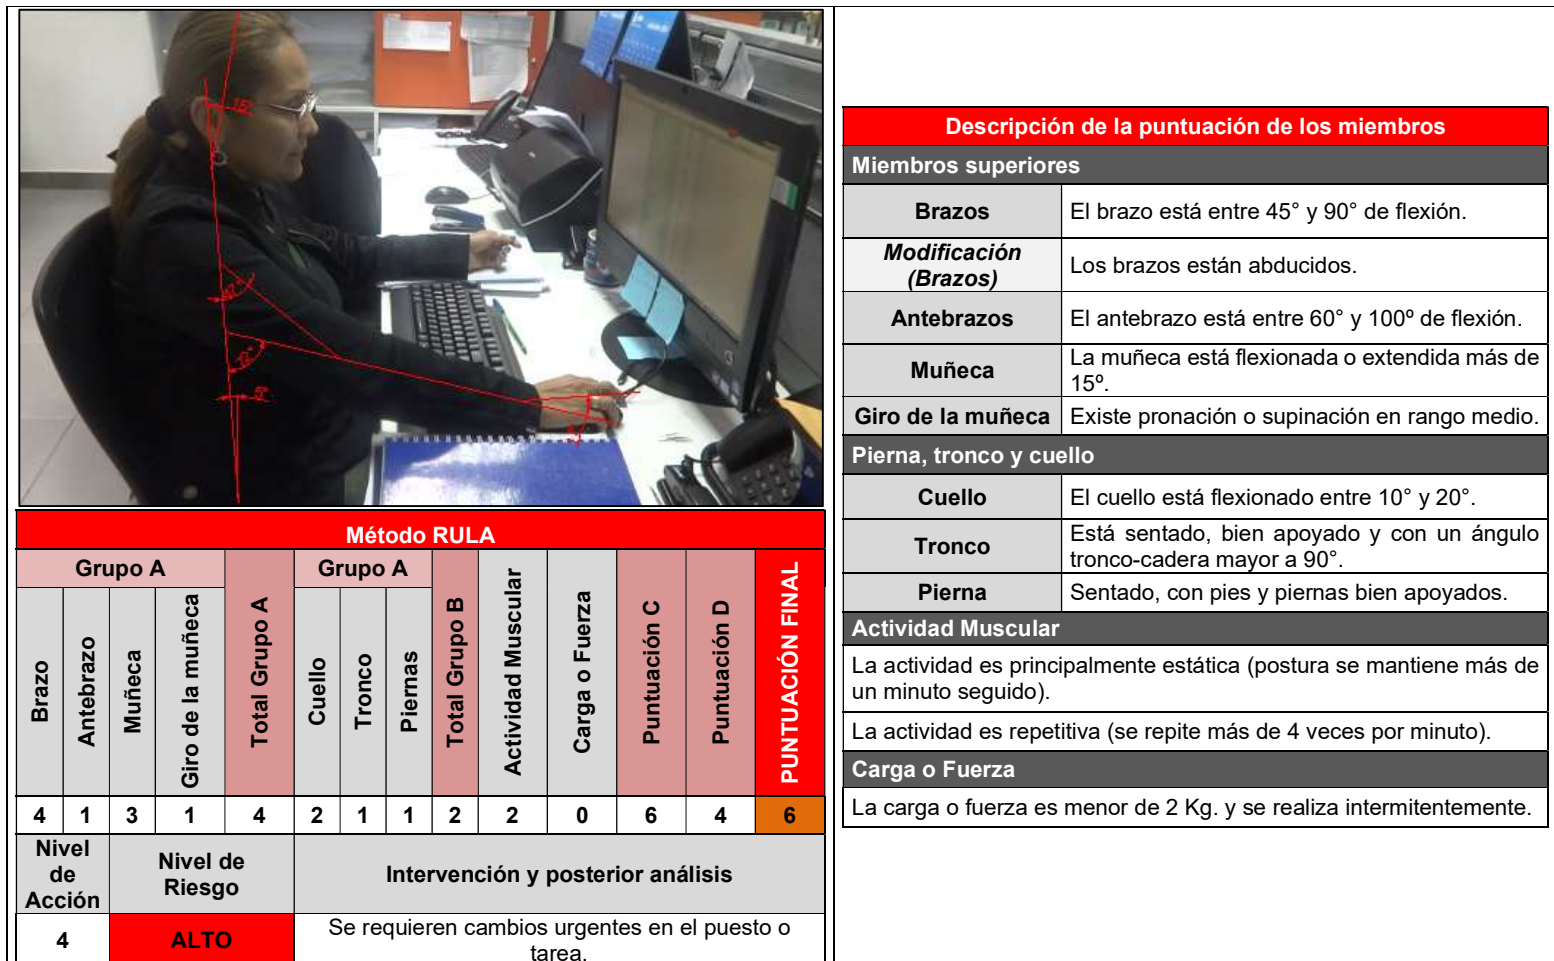 15º
42°
72°
5º
Método RULA
Grupo A
Grupo A
Brazo
Antebrazo
Muñeca
Giro de la muñeca
Total Grupo A
Cuello
Tronco
Piernas
Total Grupo B
Actividad Muscular
Carga o Fuerza
Puntuación C
Puntuación D
PUNTUACIÓN FINAL
4 1 3 1 4 2 1 1 2 2 0 6 4 6
Nivel
de
Acción
Nivel de
Riesgo
Intervención y posterior análisis
4
ALTO
Se requieren cambios urgentes en el puesto o
tarea.
Descripción de la puntuación de los miembros
Miembros superiores
Brazos
El brazo está entre 45° y 90° de flexión.
Modificación
(Brazos)
Los brazos están abducidos.
Antebrazos
El antebrazo está entre 60° y 100º de flexión.
Muñeca
La muñeca está flexionada o extendida más de
15º.
Giro de la muñeca
Existe pronación o supinación en rango medio.
Pierna, tronco y cuello
Cuello
El cuello está flexionado entre 10° y 20°.
Tronco
Está sentado, bien apoyado y con un ángulo
tronco-cadera mayor a 90°.
Pierna
Sentado, con pies y piernas bien apoyados.
Actividad Muscular
La actividad es principalmente estática (postura se mantiene más de
un minuto seguido).
La actividad es repetitiva (se repite más de 4 veces por minuto).
Carga o Fuerza
La carga o fuerza es menor de 2 Kg. y se realiza intermitentemente.